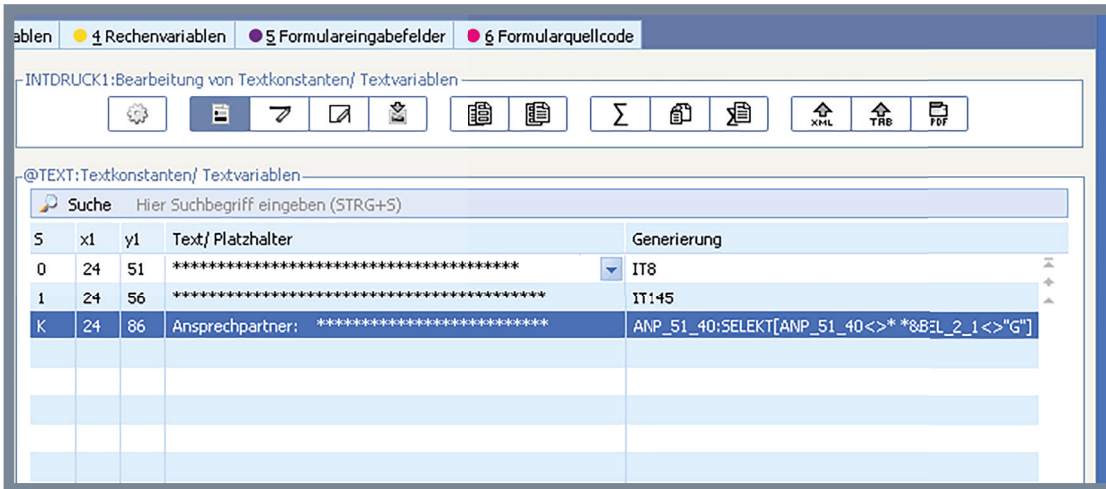 ablen 4 Rechenvariablen 5 Formulareingabefelder 6 Formularquellcode
INTDRUCK1:Bearbeitung von Textkonstanten/ Textvariablen
XML TAB PDF
@TEXT:Textkonstanten/ Textvariablen
Suche Hier Suchbegriff eingeben (STRG+S)
S x1 y1 Text/ Platzhalter Generierung
0 24 51 *************************************** IT8
1 24 56 ****************************************** IT145
K 24 86 Ansprechpartner: ************************** ANP_51_40:SELEKT[ANP_51_40<>* *&BEL_2_1<>"G"]